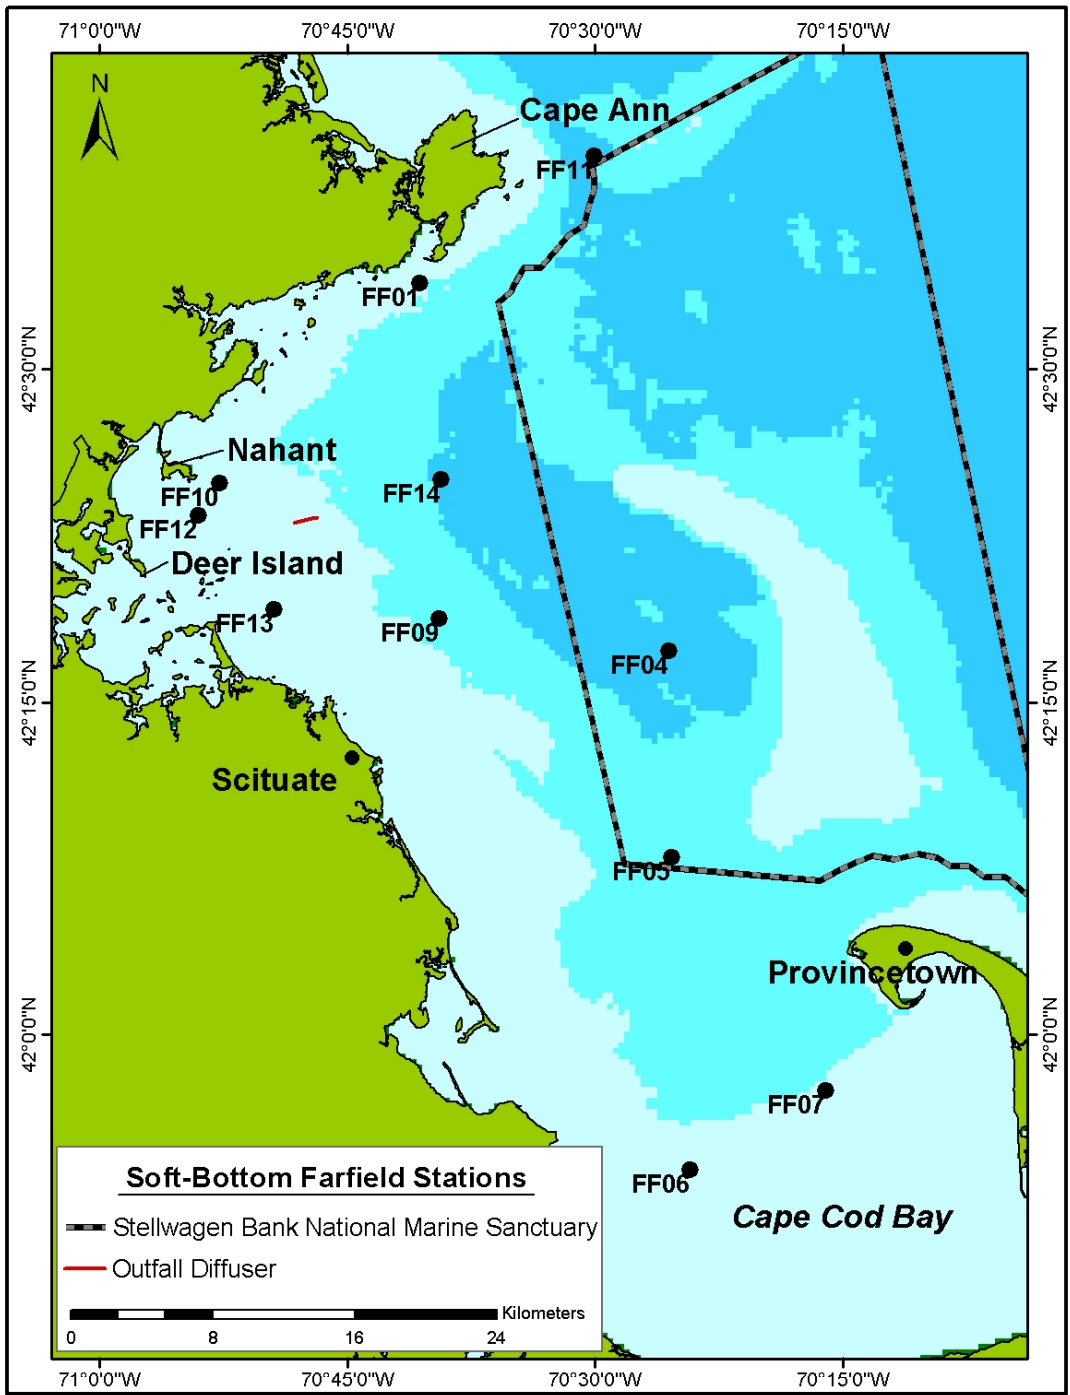 71°0'0"W 70°45'0"W 70°30'0"W 70°15'0"W
N
Cape Ann
FF11
FF01
42°30'0"N 42°30'0"N
Nahant
FF10
FF14
FF12
Deer Island
FF13
FF09
FF04
42°15'0"N 42°15'0"N
Scituate
FF05
Provincetown
42°0'0"N 42°0'0"N
FF07
FF06
Cape Cod Bay
Soft-Bottom Farfield Stations
Stellwagen Bank National Marine Sanctuary
Outfall Diffuser
Kilometers
0 8 16 24
71°0'0"W 70°45'0"W 70°30'0"W 70°15'0"W